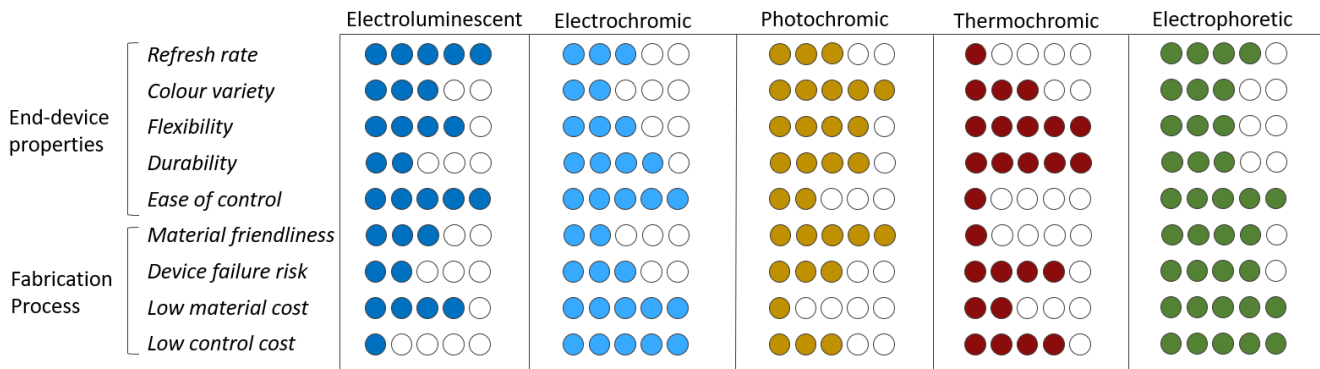 Electroluminescent Electrochromic Photochromic Thermochromic Electrophoretic
End-device
properties
Refresh rate
Colour variety
Flexibility
Durability
Ease of control
Fabrication
Process
Material friendliness
Device failure risk
Low material cost
Low control cost